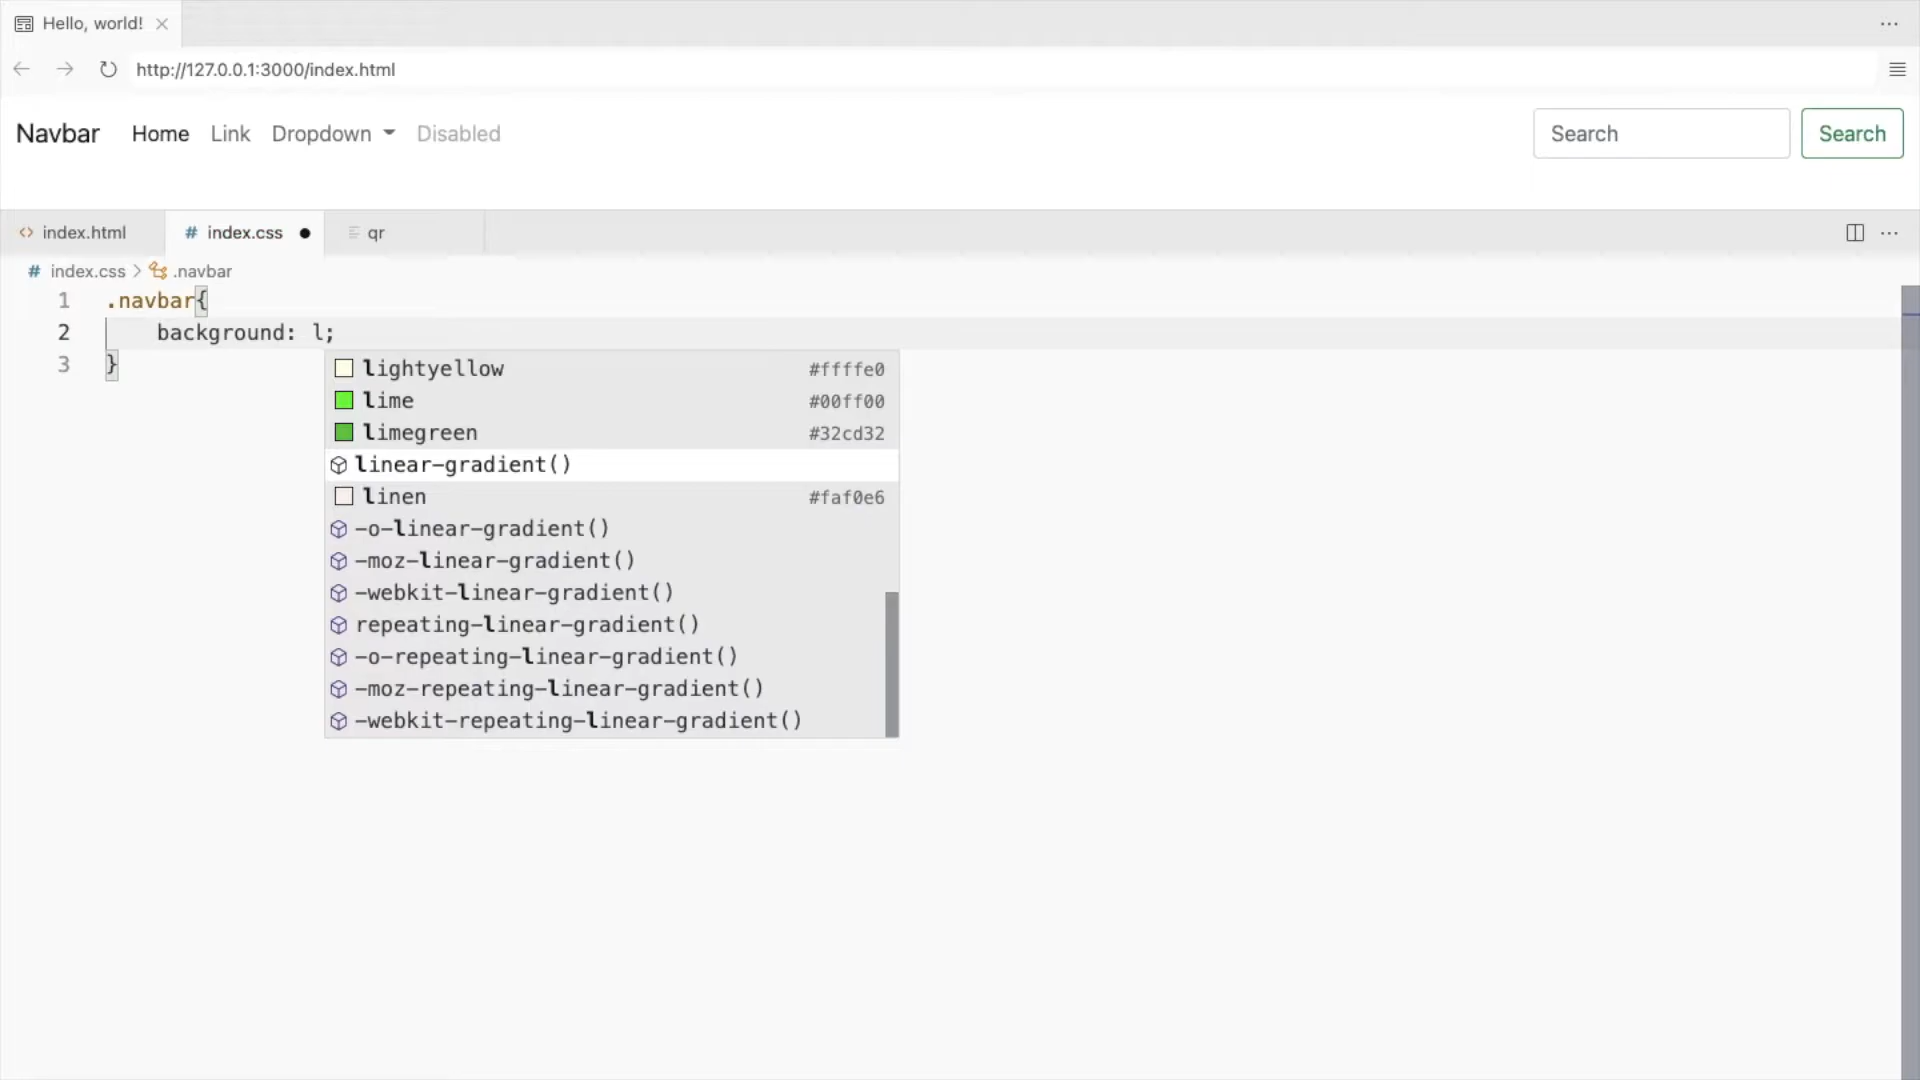 Hello, world!
http://127.0.0.1:3000/index.html
Navbar Home Link Dropdown Disabled Search Search
index.html # index.css qr
# index.css > .navbar
1 .navbar{
2 background: l;
3 }
lightyellow #ffffe0
lime #00ff00
limegreen #32cd32
linear-gradient()
linen #faf0e6
-o-linear-gradient()
-moz-linear-gradient()
-webkit-linear-gradient()
repeating-linear-gradient()
-o-repeating-linear-gradient()
-moz-repeating-linear-gradient()
-webkit-repeating-linear-gradient()